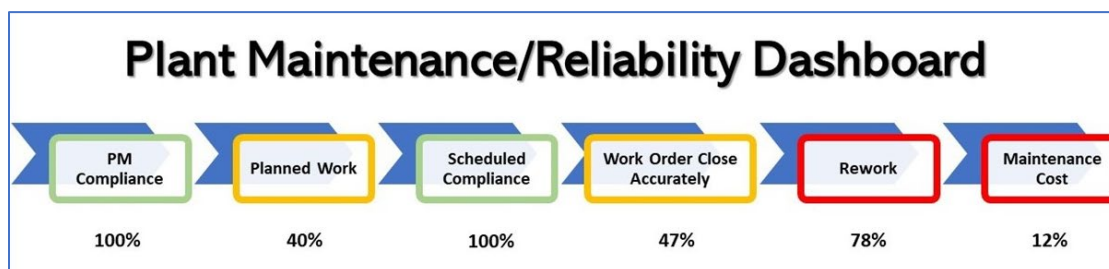 Plant Maintenance/Reliability Dashboard
PM
Compliance
Planned Work
Scheduled
Compliance
Work Order Close
Accurately
Rework
Maintenance
Cost
100%
40%
100%
47%
78%
12%